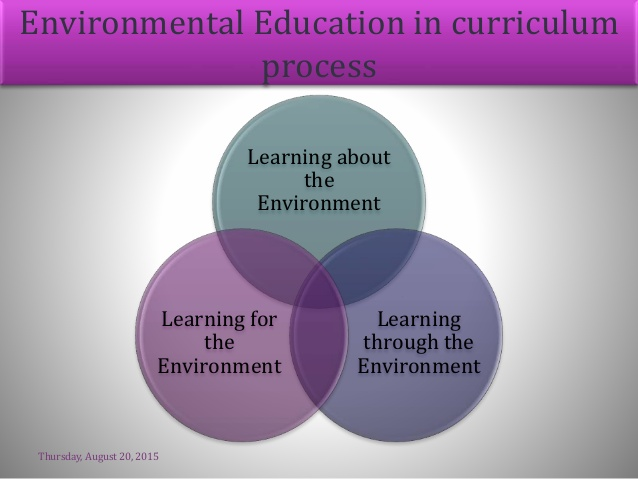 Environmental Education in curriculum
process
Learning about
the
Environment
Learning for
the
Environment
Learning
through the
Environment
Thursday, August 20, 2015